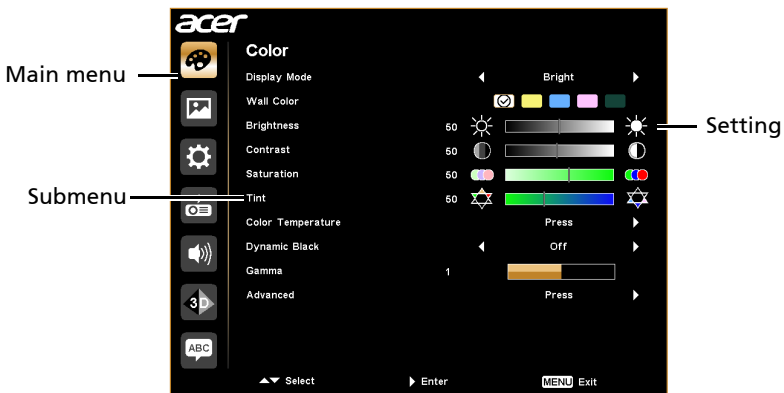 acer
Color
Main menu
Display Mode Bright
Wall Color
Brightness 50
Setting
Contrast 50
Saturation 50
Submenu
Tint 50
Color Temperature Press
Dynamic Black Off
Gamma 1
3D
Advanced Press
ABC
Select Enter MENU Exit